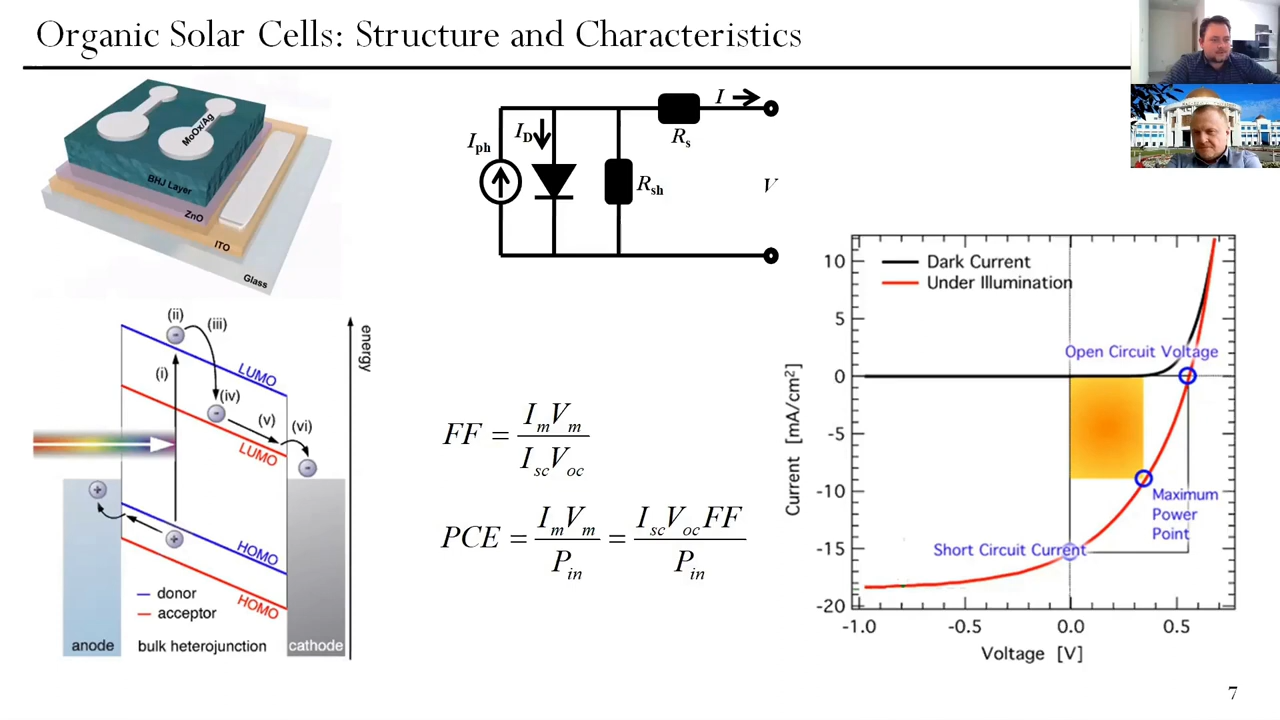 Organic Solar Cells: Structure and Characteristics
MoOx/Ag
BHJ Layer
ZnO
ITO
Glass
I
I_D
I_ph
R_s
R_sh
V
(ii)
(iii)
(i)
LUMO
(iv)
(v)
(vi)
LUMO
energy
HOMO
HOMO
donor
acceptor
anode
bulk heterojunction
cathode
FF = I_m V_m / I_sc V_oc
PCE = I_m V_m / P_in = I_sc V_oc FF / P_in
Dark Current
Under Illumination
Open Circuit Voltage
Maximum
Power
Point
Short Circuit Current
Current [mA/cm²]
10
5
0
-5
-10
-15
-20
-1.0
-0.5
0.0
0.5
Voltage [V]
7